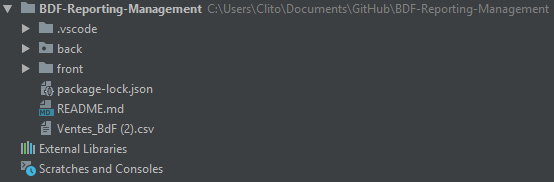 BDF-Reporting-Management C:\Users\Clito\Documents\GitHub\BDF-Reporting-Management
.vscode
back
front
package-lock.json
README.md
Ventes_BdF (2).csv
External Libraries
Scratches and Consoles